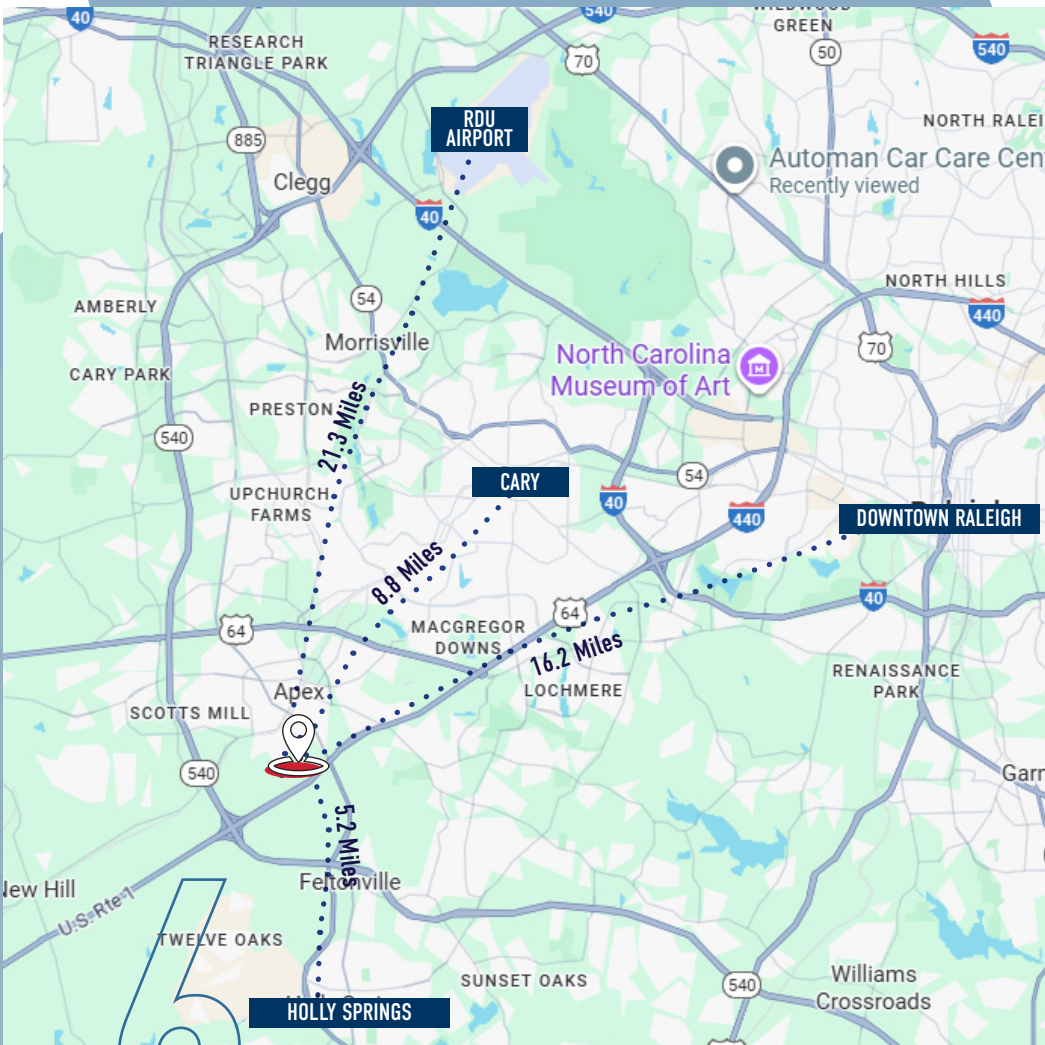 40
540
WILDWOOD
GREEN
RESEARCH
TRIANGLE PARK
70
50
540
RDU
AIRPORT
885
NORTH RALEI
Clegg
Automan Car Care Cen
Recently viewed
40
54
AMBERLY
NORTH HILLS
440
Morrisville
70
CARY PARK
North Carolina
Museum of Art
PRESTON
21.3 Miles
540
54
CARY
UPCHURCH
FARMS
40
440
DOWNTOWN RALEIGH
8.8 Miles
64
40
64
MACGREGOR
DOWNS
16.2 Miles
RENAISSANCE
PARK
LOCHMERE
Apex
SCOTTS MILL
540
Garn
5.2 Miles
Feltonville
New Hill
U.S. Rte 1
6
TWELVE OAKS
SUNSET OAKS
Williams
Crossroads
540
HOLLY SPRINGS